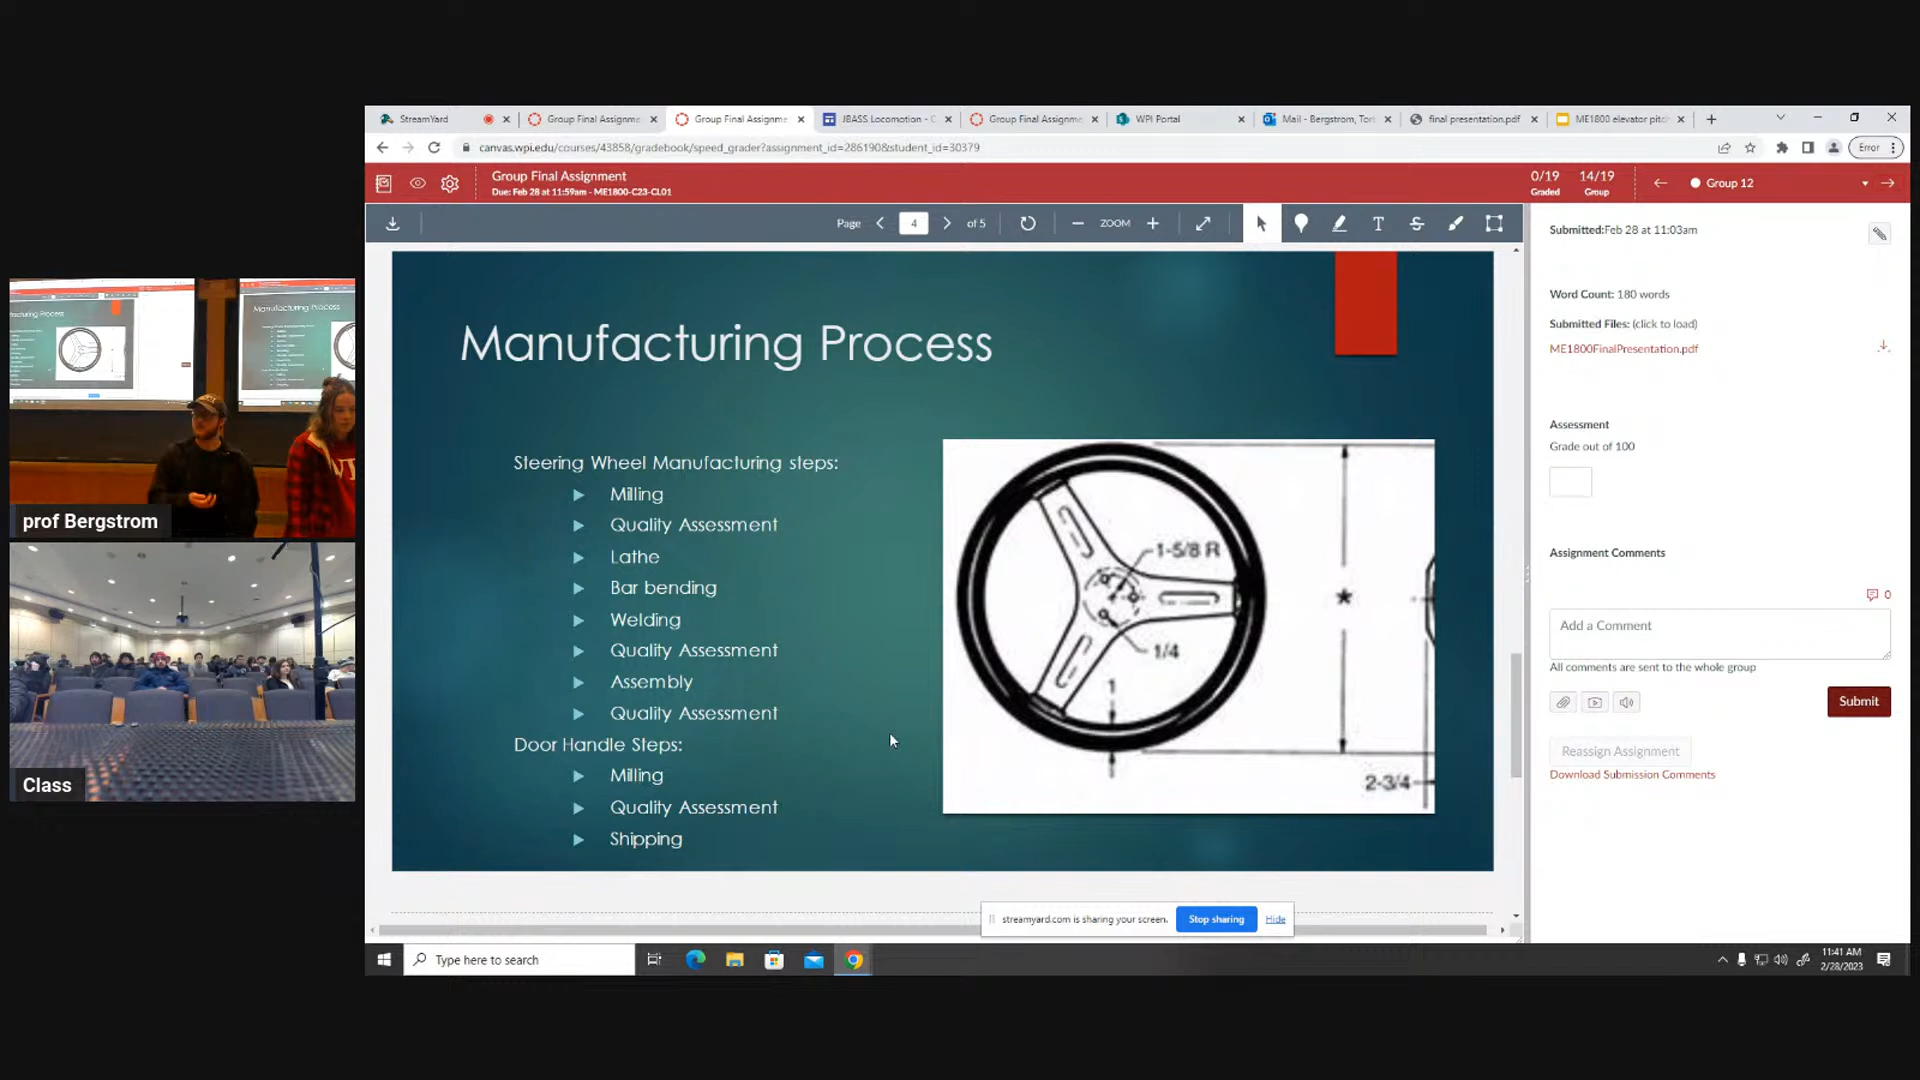 StreamYard
Group Final Assignme
Group Final Assignme
JBASS Locomotion - C
Group Final Assignme
WPI Portal
Mail - Bergstrom, Tor
final presentation.pdf
ME1800 elevator pitc
canvas.wpi.edu/courses/43858/gradebook/speed_grader?assignment_id=286190&student_id=30379
Error
Group Final Assignment
Due: Feb 28 at 11:59am - ME1800-C23-CL01
0/19
Graded
14/19
Group
Group 12
Page
4
of 5
ZOOM
T
Manufacturing Process
Steering Wheel Manufacturing steps:
Milling
Quality Assessment
Lathe
Bar bending
Welding
Quality Assessment
Assembly
Quality Assessment
Door Handle Steps:
Milling
Quality Assessment
Shipping
1-5/8 R
1/4
1
*
2-3/4
Submitted:Feb 28 at 11:03am
Word Count: 180 words
Submitted Files: (click to load)
ME1800FinalPresentation.pdf
Assessment
Grade out of 100
Assignment Comments
0
Add a Comment
All comments are sent to the whole group
Submit
Reassign Assignment
Download Submission Comments
streamyard.com is sharing your screen.
Stop sharing
Hide
Type here to search
11:41 AM
2/28/2023
Manufacturing Process
prof Bergstrom
Class